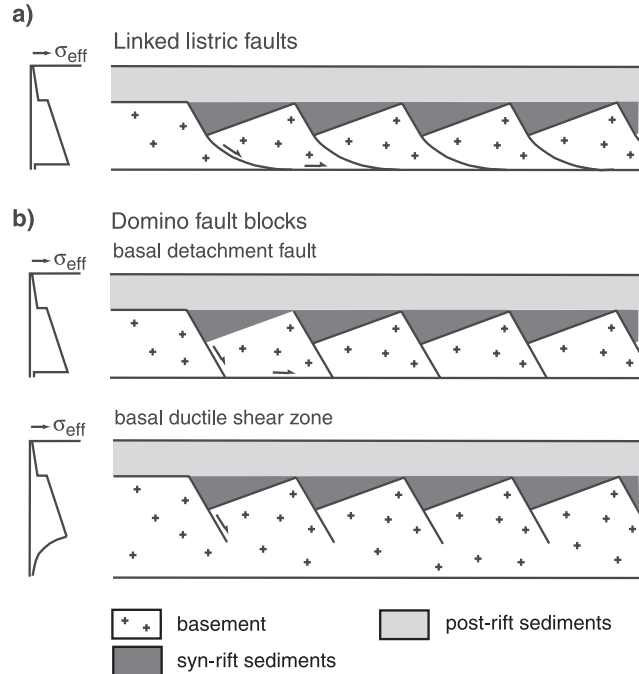 a)
σeff
Linked listric faults
b)
Domino fault blocks
σeff
basal detachment fault
σeff
basal ductile shear zone
basement
post-rift sediments
syn-rift sediments